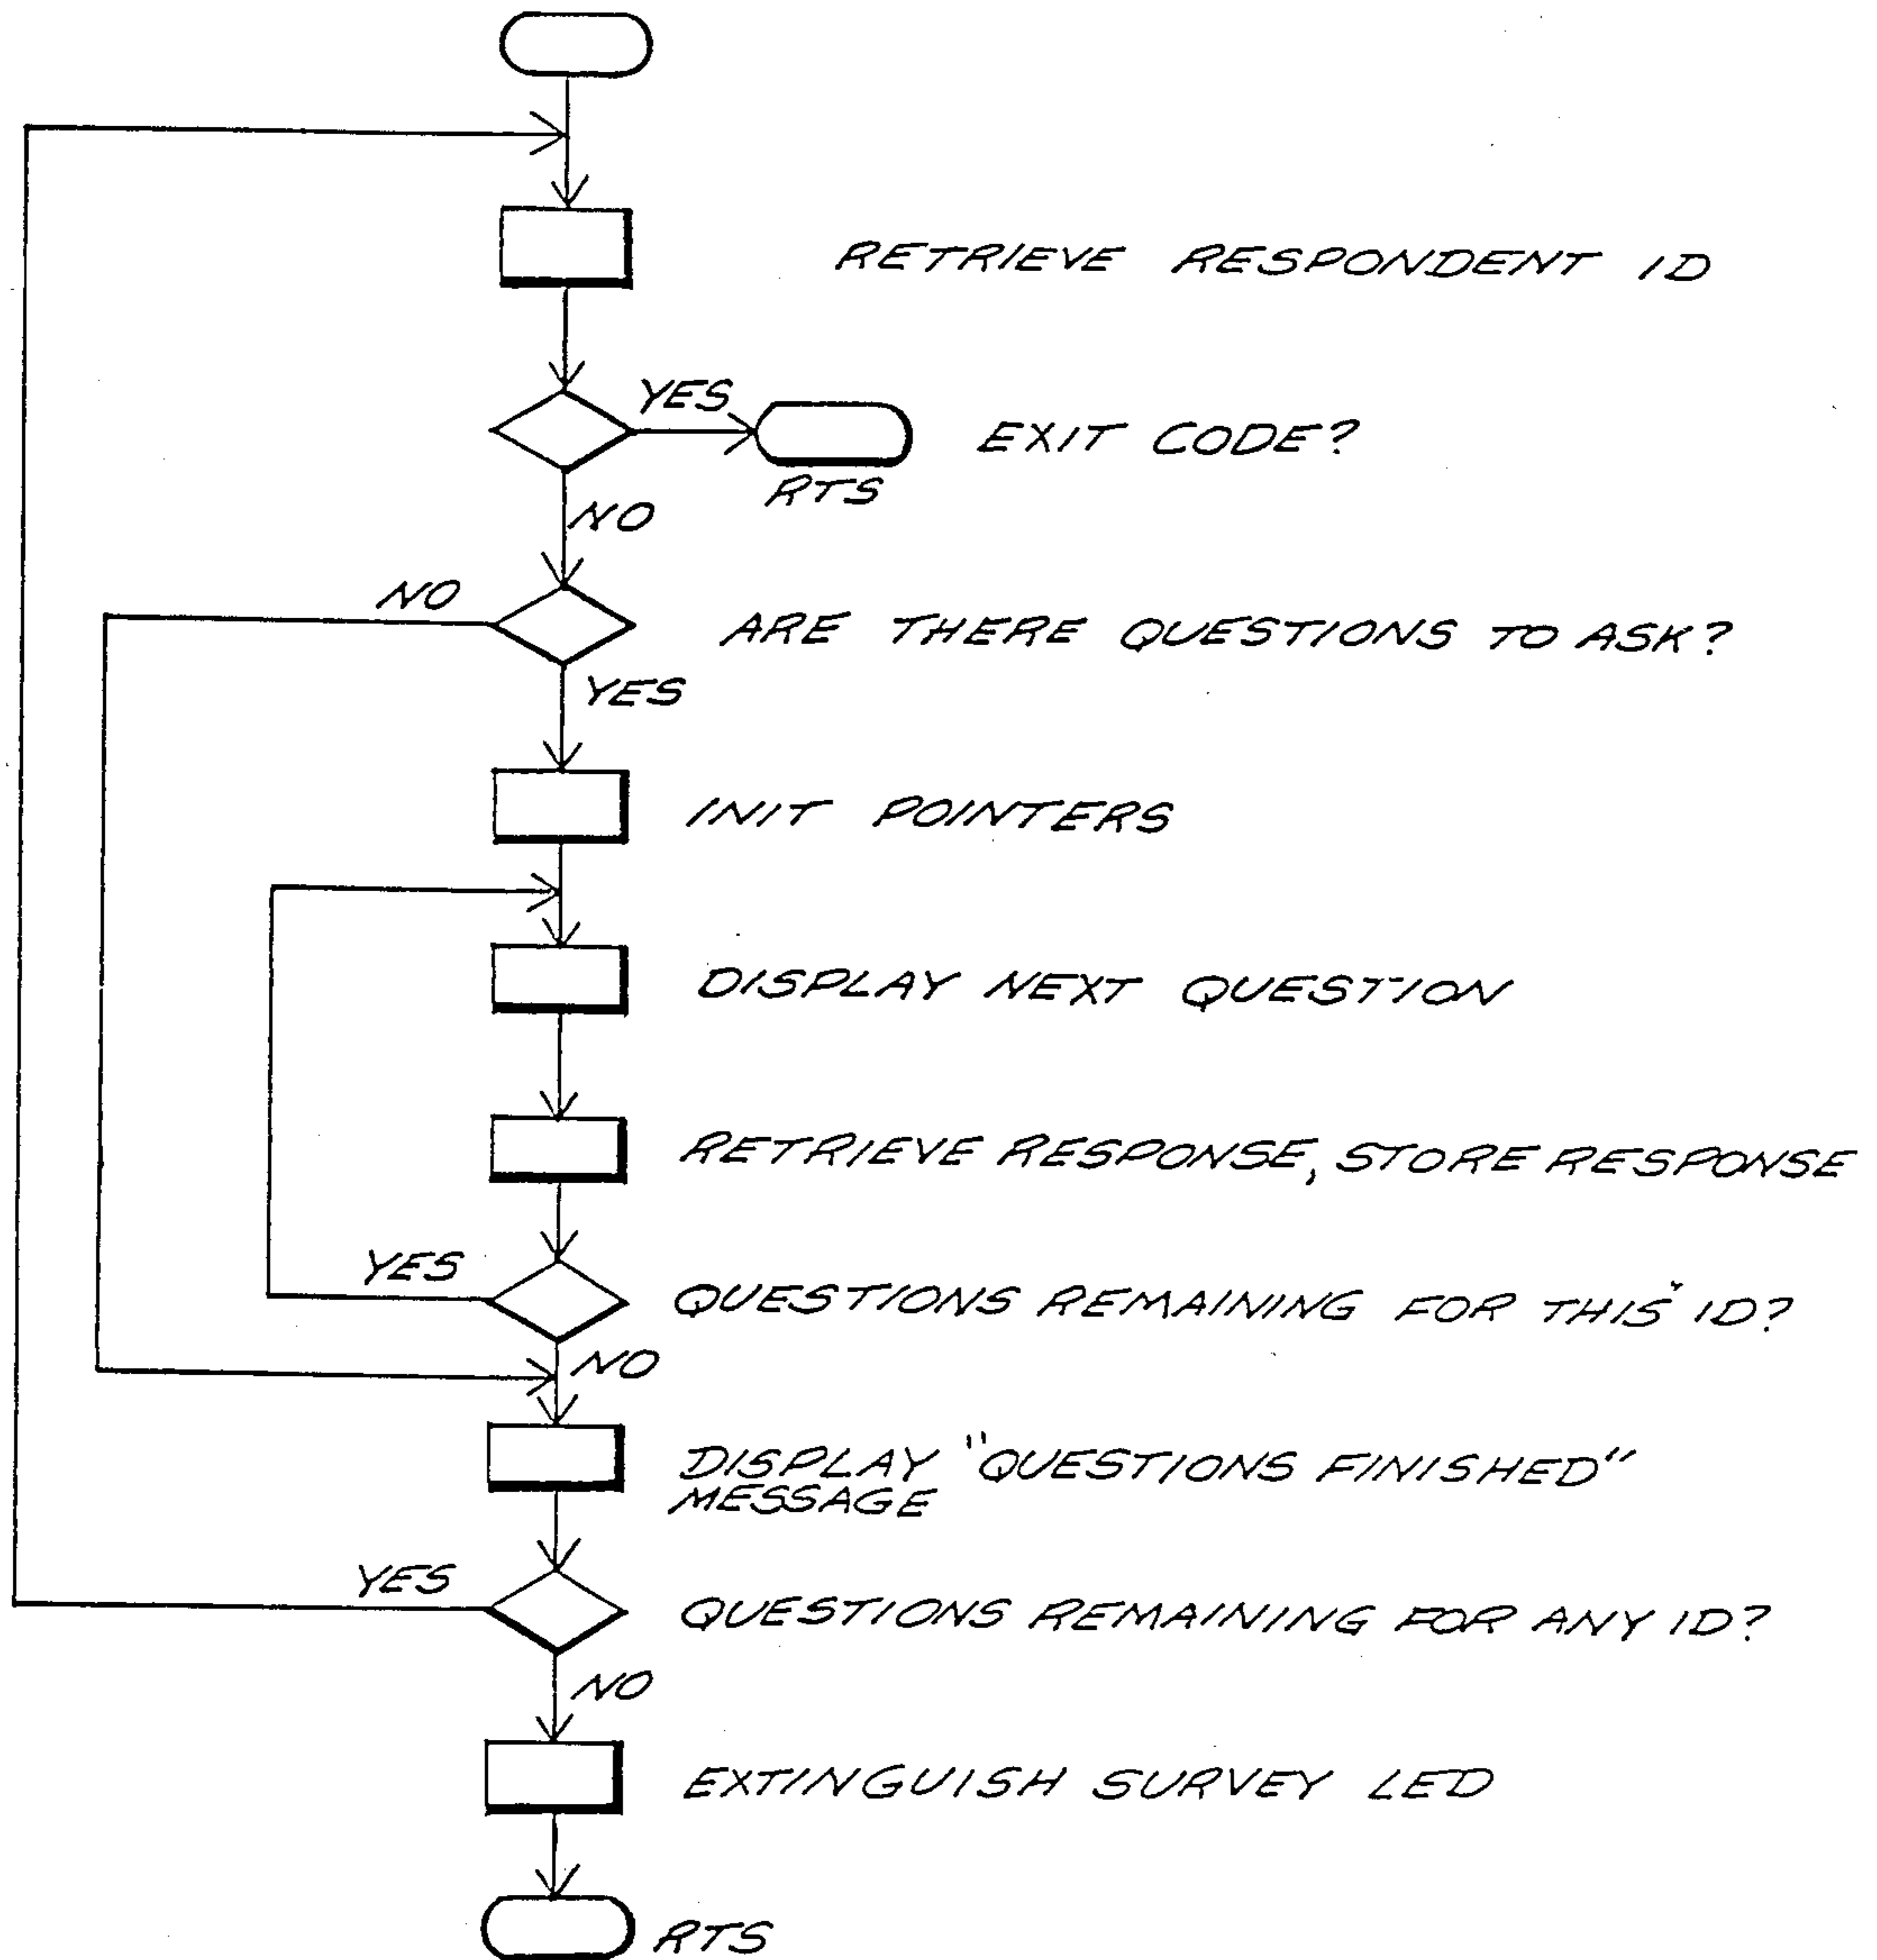 RETRIEVE RESPONDENT ID
YES
EXIT CODE?
RTS
NO
NO
ARE THERE QUESTIONS TO ASK?
YES
INIT POINTERS
DISPLAY NEXT QUESTION
RETRIEVE RESPONSE, STORE RESPONSE
YES
QUESTIONS REMAINING FOR THIS ID?
NO
DISPLAY "QUESTIONS FINISHED"
MESSAGE
YES
QUESTIONS REMAINING FOR ANY ID?
NO
EXTINGUISH SURVEY LED
RTS